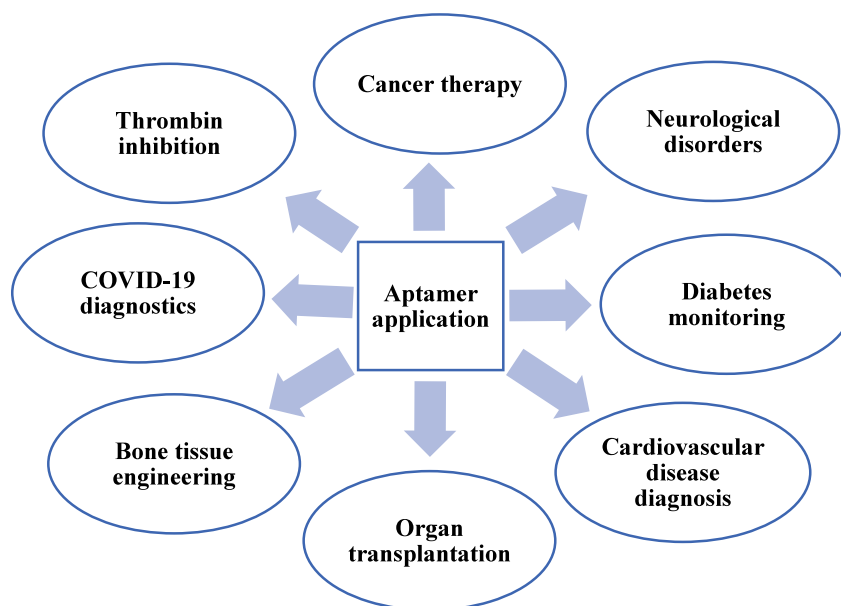 Cancer therapy
Thrombin
inhibition
Neurological
disorders
COVID-19
diagnostics
Aptamer
application
Diabetes
monitoring
Bone tissue
engineering
Cardiovascular
disease
diagnosis
Organ
transplantation